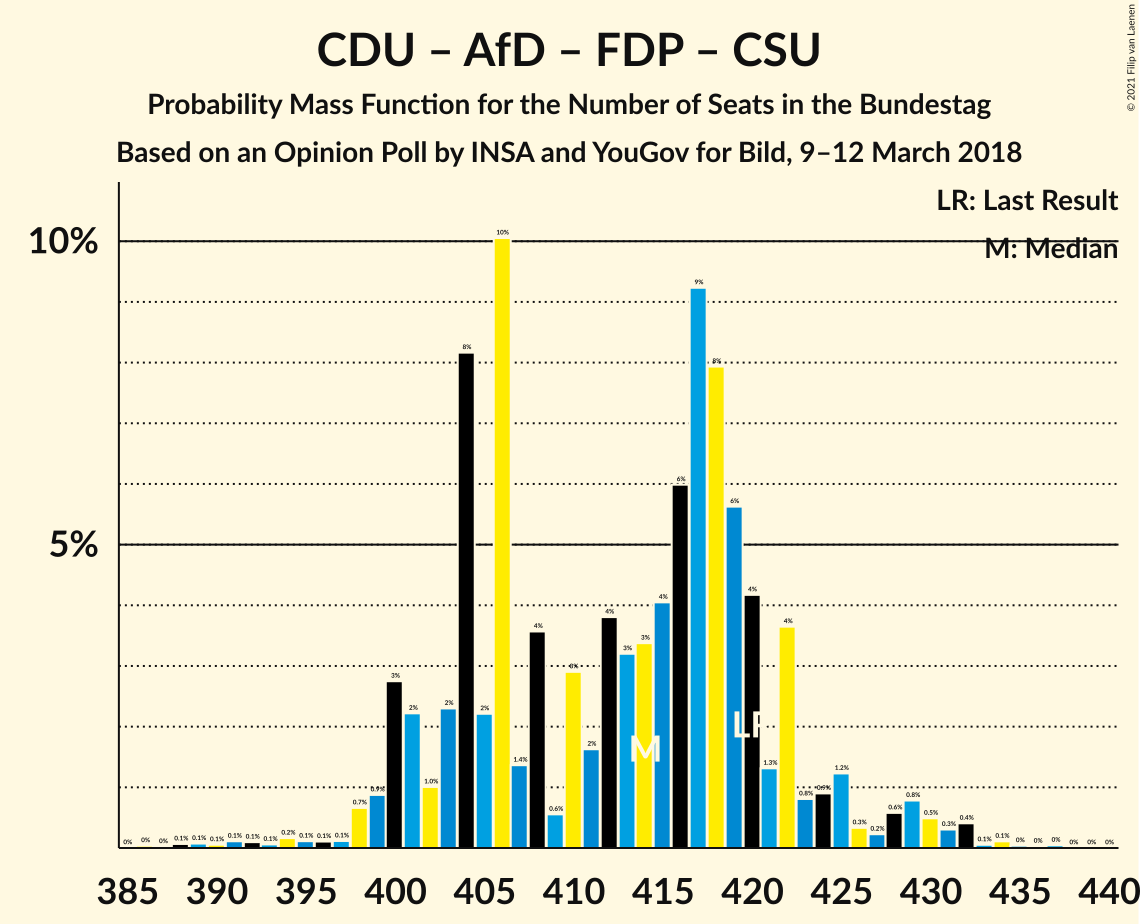 CDU – AfD – FDP – CSU
Probability Mass Function for the Number of Seats in the Bundestag
Based on an Opinion Poll by INSA and YouGov for Bild, 9–12 March 2018
© 2021 Filip van Laenen
LR: Last Result
M: Median
10%
5%
0% 0% 0% 0.1% 0.1% 0.1% 0.1% 0.1% 0.1% 0.2% 0.1% 0.1% 0.1% 0.7% 0.9% 3% 2% 1.0% 2% 8% 2% 10% 1.4% 4% 0.6% 3% 2% 4% 3% 3% 4% 6% 9% 8% 6% 4% 1.3% 4% 0.8% 0.9% 1.2% 0.3% 0.2% 0.6% 0.8% 0.5% 0.3% 0.4% 0.1% 0.1% 0% 0% 0% 0% 0% 0%
M
LR
385 390 395 400 405 410 415 420 425 430 435 440